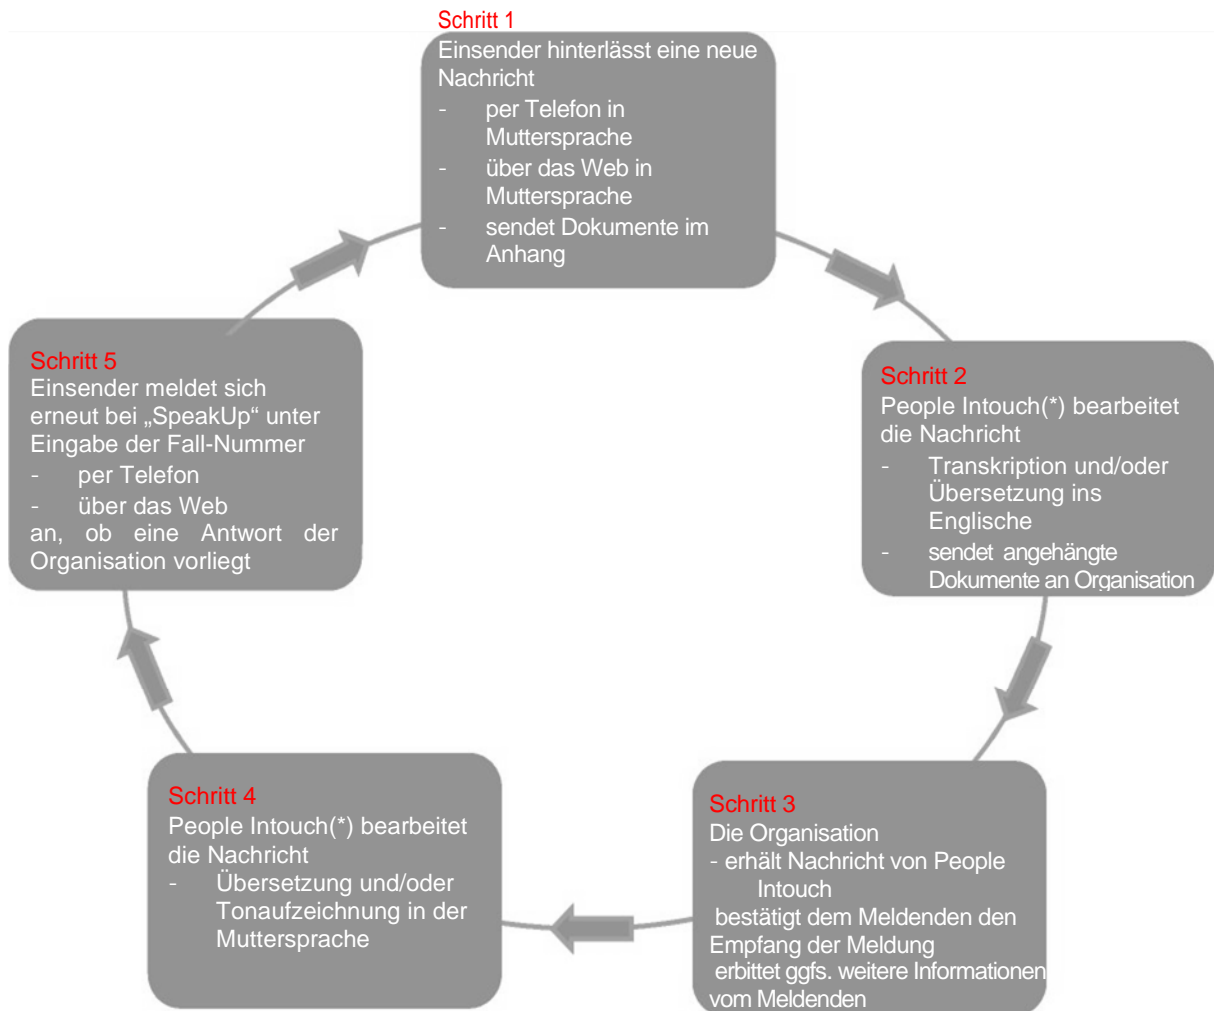 Schritt 1
Einsender hinterlässt eine neue
Nachricht
- per Telefon in
Muttersprache
- über das Web in
Muttersprache
- sendet Dokumente im
Anhang
Schritt 2
People Intouch(*) bearbeitet
die Nachricht
- Transkription und/oder
Übersetzung ins
Englische
- sendet angehängte
Dokumente an Organisation
Schritt 3
Die Organisation
- erhält Nachricht von People
Intouch
bestätigt dem Meldenden den
Empfang der Meldung
erbittet ggfs. weitere Informationen
vom Meldenden
Schritt 4
People Intouch(*) bearbeitet
die Nachricht
- Übersetzung und/oder
Tonaufzeichnung in der
Muttersprache
Schritt 5
Einsender meldet sich
erneut bei „SpeakUp“ unter
Eingabe der Fall-Nummer
- per Telefon
- über das Web
an, ob eine Antwort der
Organisation vorliegt